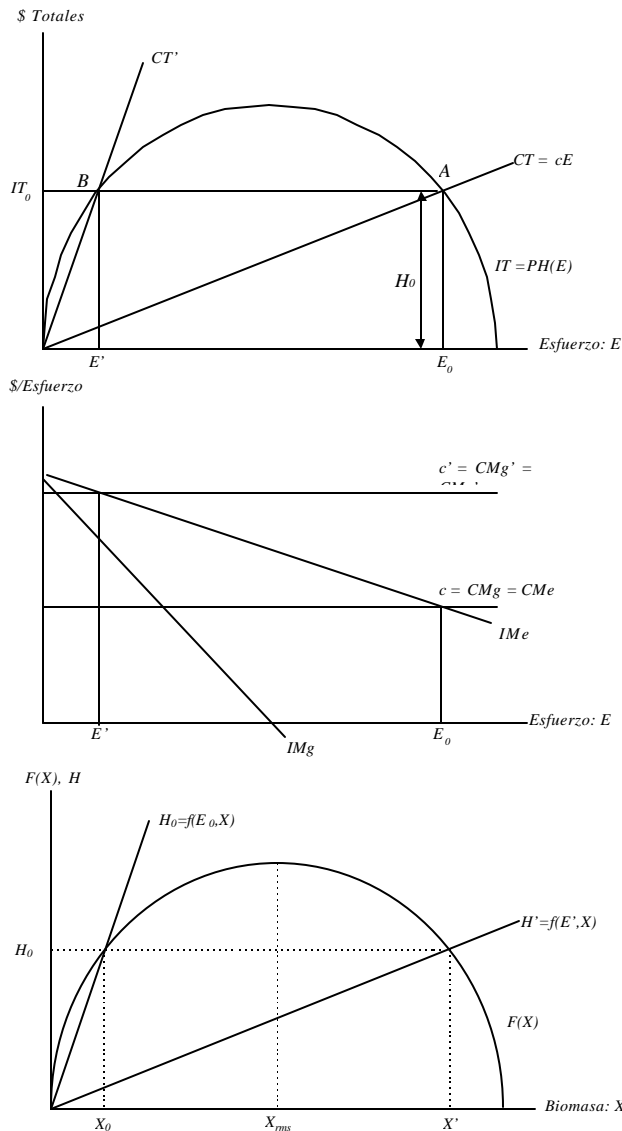 $ Totales
CT'
B
A
CT = cE
IT₀
H₀
IT =PH(E)
Esfuerzo: E
E'
E₀
$/Esfuerzo
c' = CMg' =
c = CMg = CMe
IMe
Esfuerzo: E
E'
E₀
IMg
F(X), H
H₀=f(E₀,X)
H'=f(E',X)
H₀
F(X)
Biomasa: X
X₀
Xrms
X'